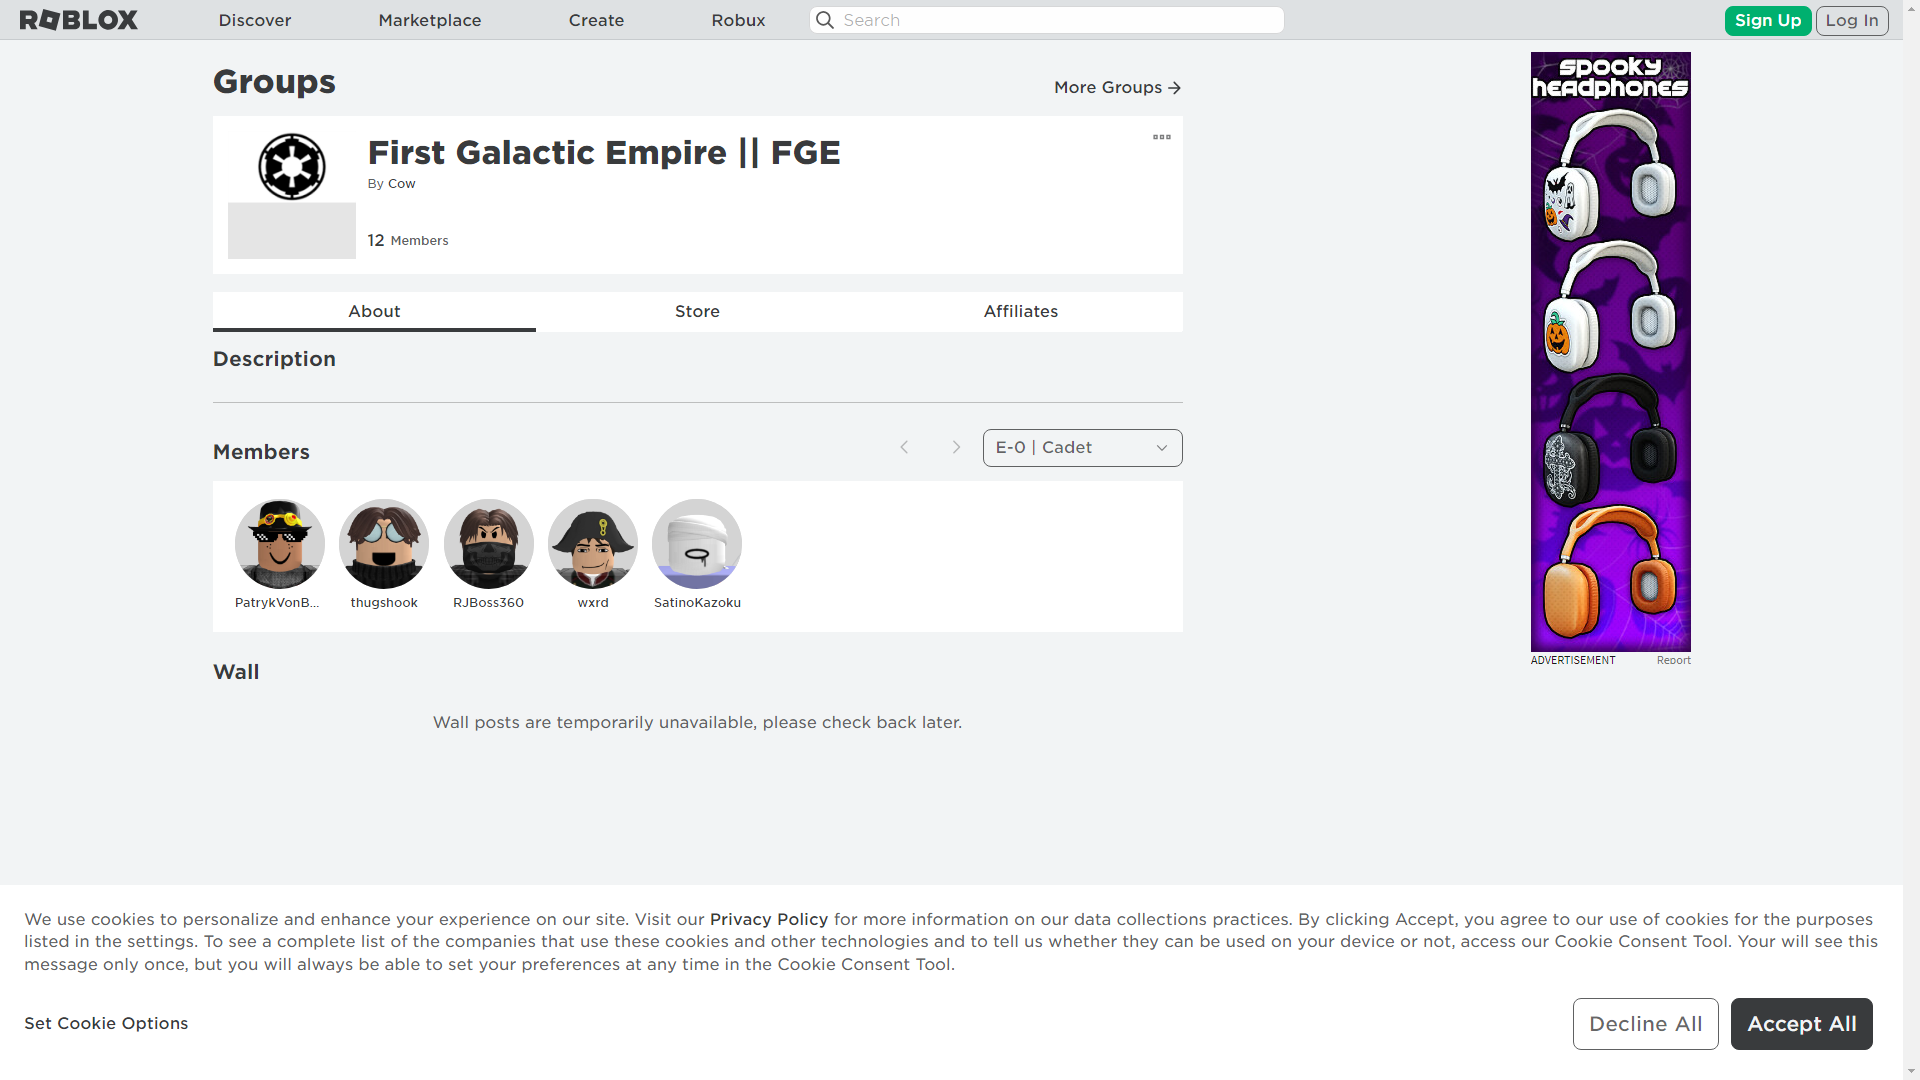 ROBLOX
Discover
Marketplace
Create
Robux
Search
Sign Up
Log In
Groups
More Groups
First Galactic Empire || FGE
By Cow
12 Members
About
Store
Affiliates
Description
Members
E-0 | Cadet
PatrykVonB...
thugshook
RJBoss360
wxrd
SatinoKazoku
Wall
Wall posts are temporarily unavailable, please check back later.
spooky
headphones
ADVERTISEMENT
Report
We use cookies to personalize and enhance your experience on our site. Visit our Privacy Policy for more information on our data collections practices. By clicking Accept, you agree to our use of cookies for the purposes
listed in the settings. To see a complete list of the companies that use these cookies and other technologies and to tell us whether they can be used on your device or not, access our Cookie Consent Tool. Your will see this
message only once, but you will always be able to set your preferences at any time in the Cookie Consent Tool.
Set Cookie Options
Decline All
Accept All